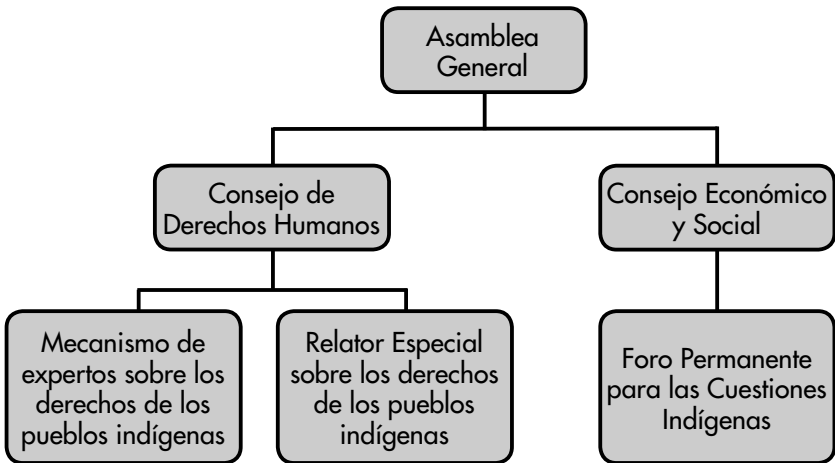 Asamblea
General
Consejo de
Derechos Humanos
Consejo Económico
y Social
Mecanismo de
expertos sobre los
derechos de los
pueblos indígenas
Relator Especial
sobre los derechos
de los pueblos
indígenas
Foro Permanente
para las Cuestiones
Indígenas